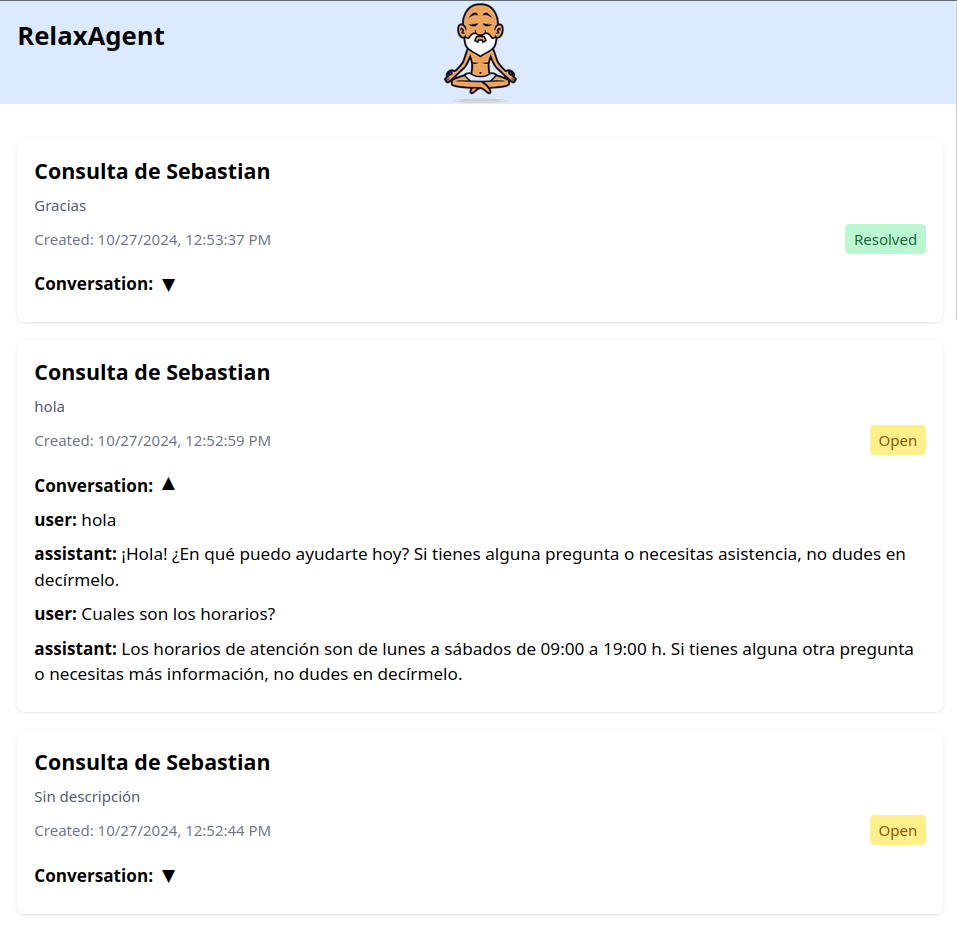 RelaxAgent
Consulta de Sebastian
Gracias
Created: 10/27/2024, 12:53:37 PM
Resolved
Conversation: ▼
Consulta de Sebastian
hola
Created: 10/27/2024, 12:52:59 PM
Open
Conversation: ▲
user: hola
assistant: ¡Hola! ¿En qué puedo ayudarte hoy? Si tienes alguna pregunta o necesitas asistencia, no dudes en
decírmelo.
user: Cuales son los horarios?
assistant: Los horarios de atención son de lunes a sábados de 09:00 a 19:00 h. Si tienes alguna otra pregunta
o necesitas más información, no dudes en decírmelo.
Consulta de Sebastian
Sin descripción
Created: 10/27/2024, 12:52:44 PM
Open
Conversation: ▼